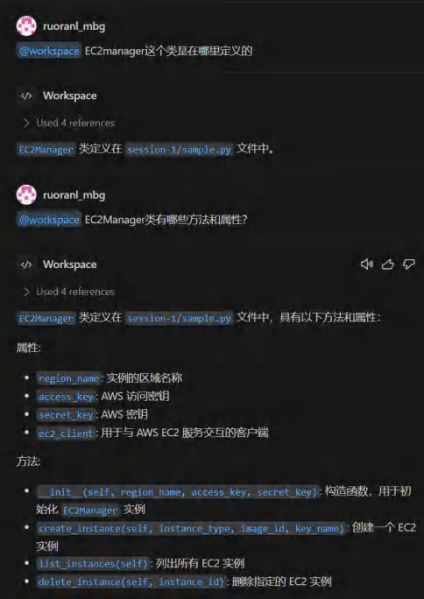 ruoranl_mbg
@workspace EC2manager这个类是在哪里定义的
Workspace
Used 4 references
EC2Manager 类定义在 session-1/sample.py 文件中。
ruoranl_mbg
@workspace EC2Manager类有哪些方法和属性?
Workspace
Used 4 references
EC2Manager 类定义在 session-1/sample.py 文件中，具有以下方法和属性：
属性:
region_name: 实例的区域名称
access_key: AWS 访问密钥
secret_key: AWS 密钥
ec2_client: 用于与 AWS EC2 服务交互的客户端
方法:
__init__(self, region_name, access_key, secret_key): 构造函数，用于初
始化 EC2Manager 实例
create_instance(self, instance_type, image_id, key_name): 创建一个 EC2
实例
list_instances(self): 列出所有 EC2 实例
delete_instance(self, instance_id): 删除指定的 EC2 实例